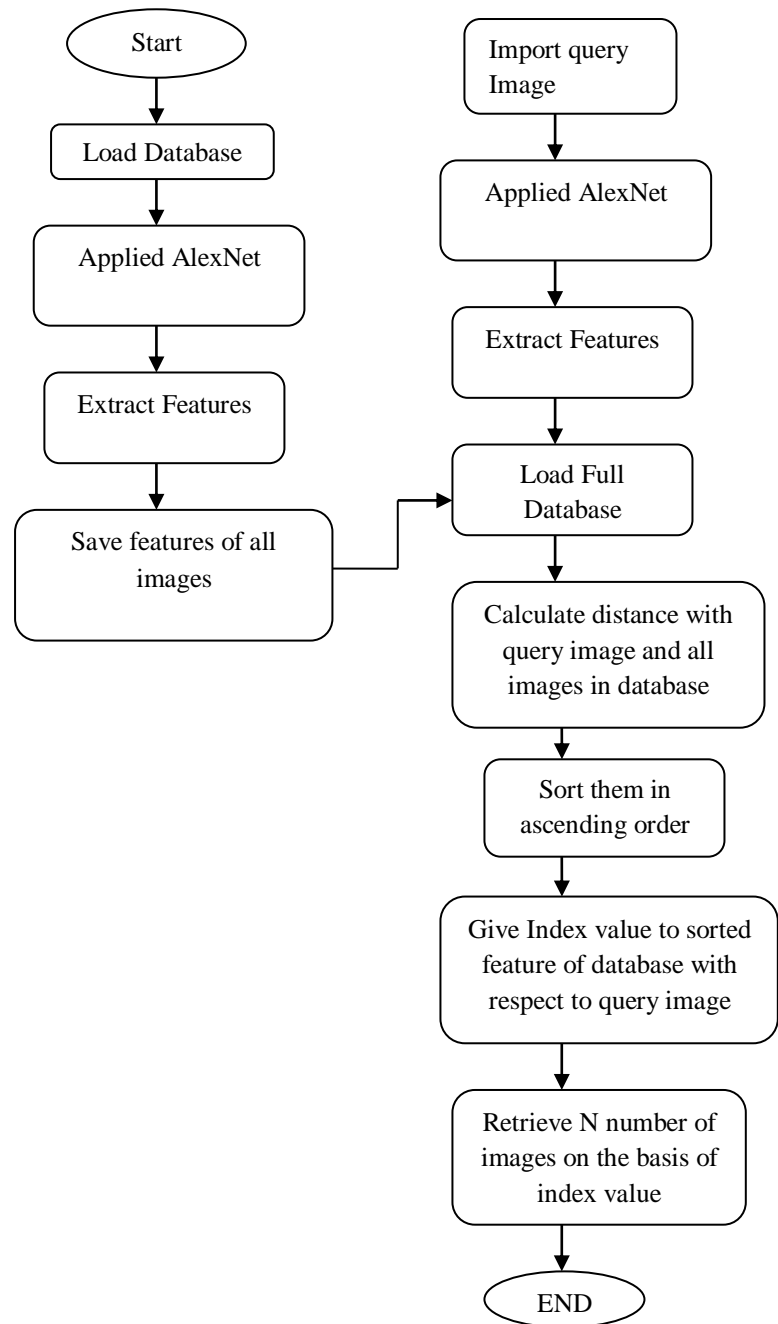 Start
Load Database
Applied AlexNet
Extract Features
Save features of all
images
Import query
Image
Applied AlexNet
Extract Features
Load Full
Database
Calculate distance with
query image and all
images in database
Sort them in
ascending order
Give Index value to sorted
feature of database with
respect to query image
Retrieve N number of
images on the basis of
index value
END